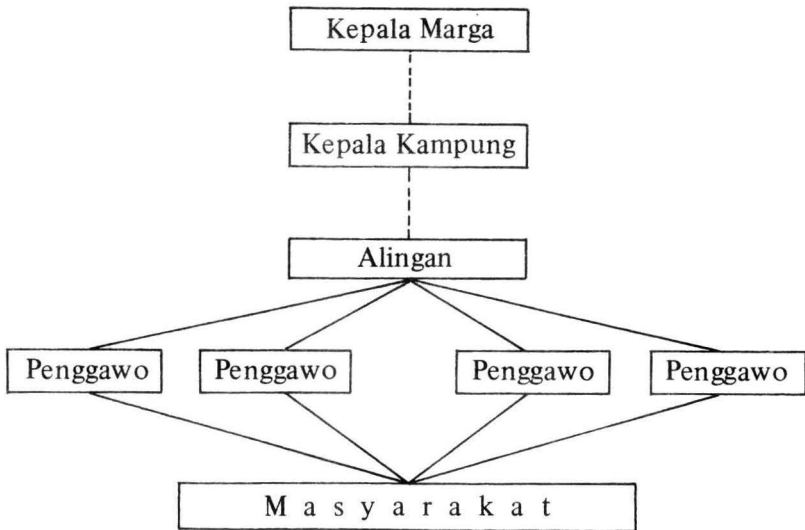 Kepala Marga
Kepala Kampung
Alingan
Penggawo Penggawo Penggawo Penggawo
M a s y a r a k a t